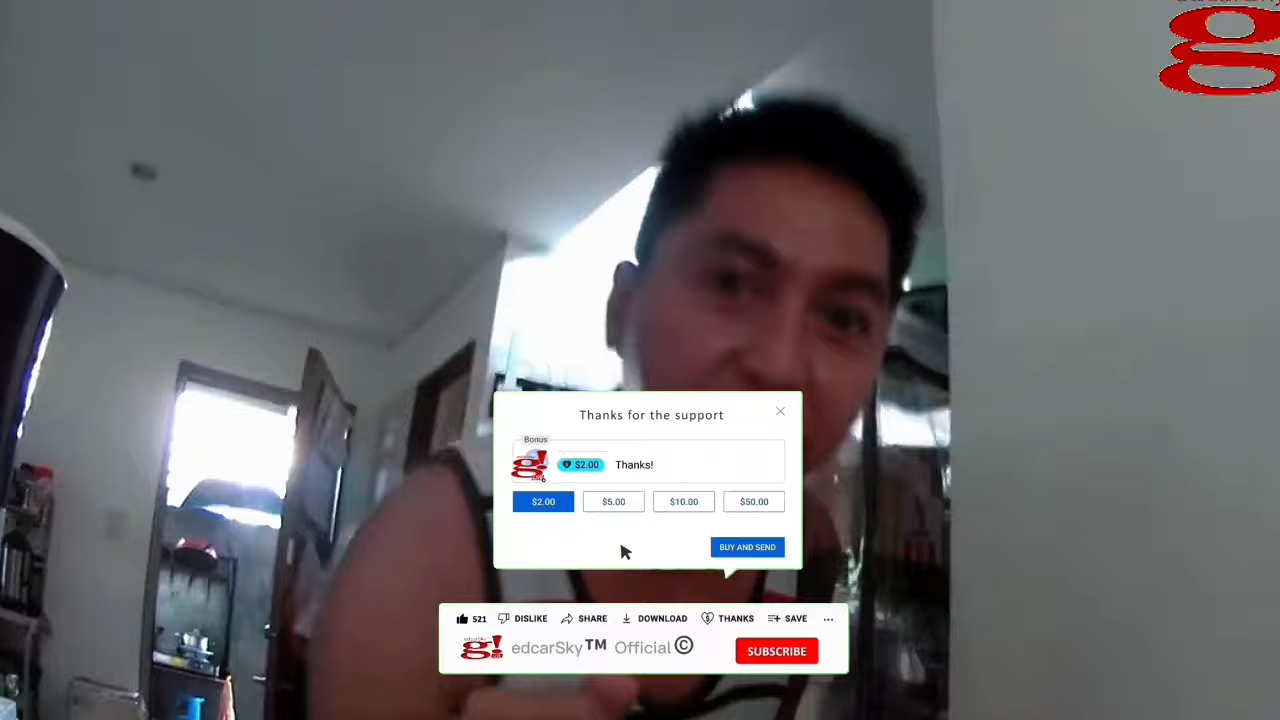 g
Thanks for the support
Bonus
g! $2.00 Thanks!
$2.00 $5.00 $10.00 $50.00
BUY AND SEND
521 DISLIKE SHARE DOWNLOAD THANKS SAVE ...
g! edcarSky™ Official ©
SUBSCRIBE